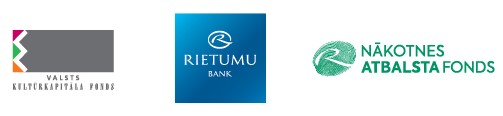 VALSTS
KULTŪRKAPITĀLA FONDS
RIETUMU
BANK
NĀKOTNES
ATBALSTA FONDS